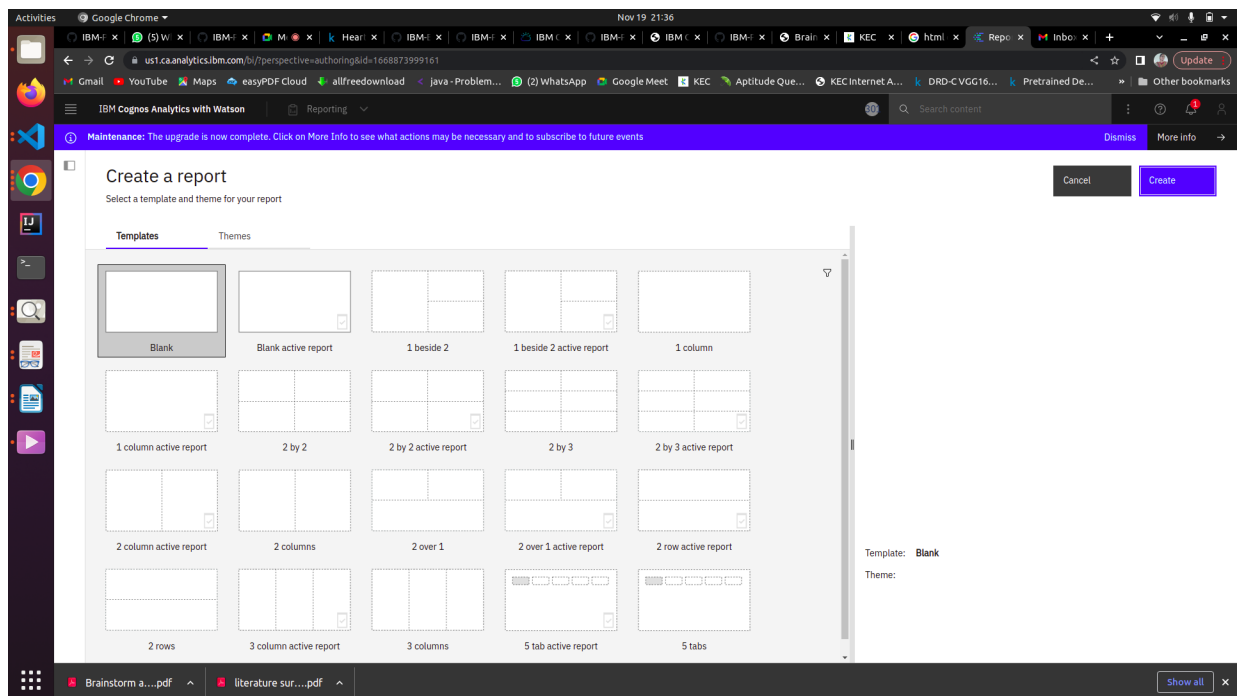 Activities
Google Chrome
Nov 19 21:36
IBM-F
(5) W
IBM-F
M
Heart
IBM-E
IBM-F
IBM C
IBM-F
IBM C
IBM-F
Brain
KEC
html
Repo
Inbox
us1.ca.analytics.ibm.com/bi/?perspective=authoring&id=1668873999161
Update
Gmail
YouTube
Maps
easyPDF Cloud
allfreedownload
java - Problem...
(2) WhatsApp
Google Meet
KEC
Aptitude Que...
KEC Internet A...
DRD-C VGG16...
Pretrained De...
»
Other bookmarks
IBM Cognos Analytics with Watson
Reporting
30
Search content
1
Maintenance: The upgrade is now complete. Click on More Info to see what actions may be necessary and to subscribe to future events
Dismiss
More info
Create a report
Select a template and theme for your report
Cancel
Create
Templates
Themes
Blank
Blank active report
1 beside 2
1 beside 2 active report
1 column
1 column active report
2 by 2
2 by 2 active report
2 by 3
2 by 3 active report
2 column active report
2 columns
2 over 1
2 over 1 active report
2 row active report
2 rows
3 column active report
3 columns
5 tab active report
5 tabs
Template: Blank
Theme:
Brainstorm a....pdf
literature sur....pdf
Show all